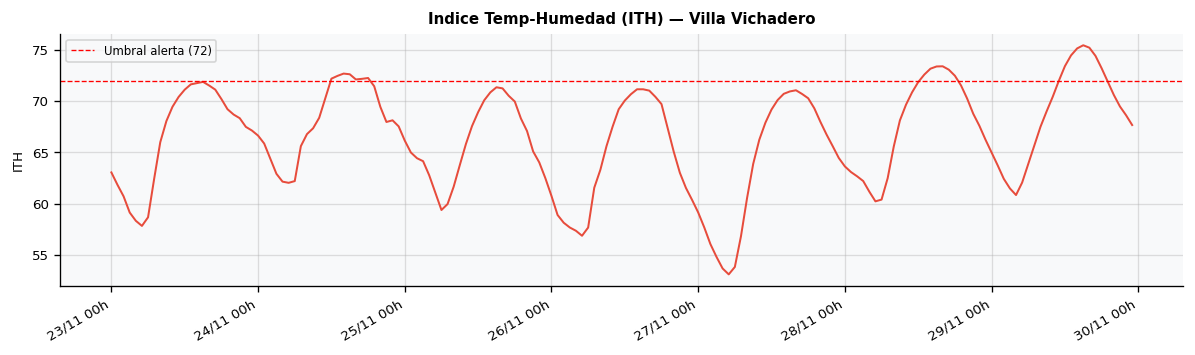 Indice Temp-Humedad (ITH) — Villa Vichadero
Umbral alerta (72)
ITH
75
70
65
60
55
23/11 00h
24/11 00h
25/11 00h
26/11 00h
27/11 00h
28/11 00h
29/11 00h
30/11 00h